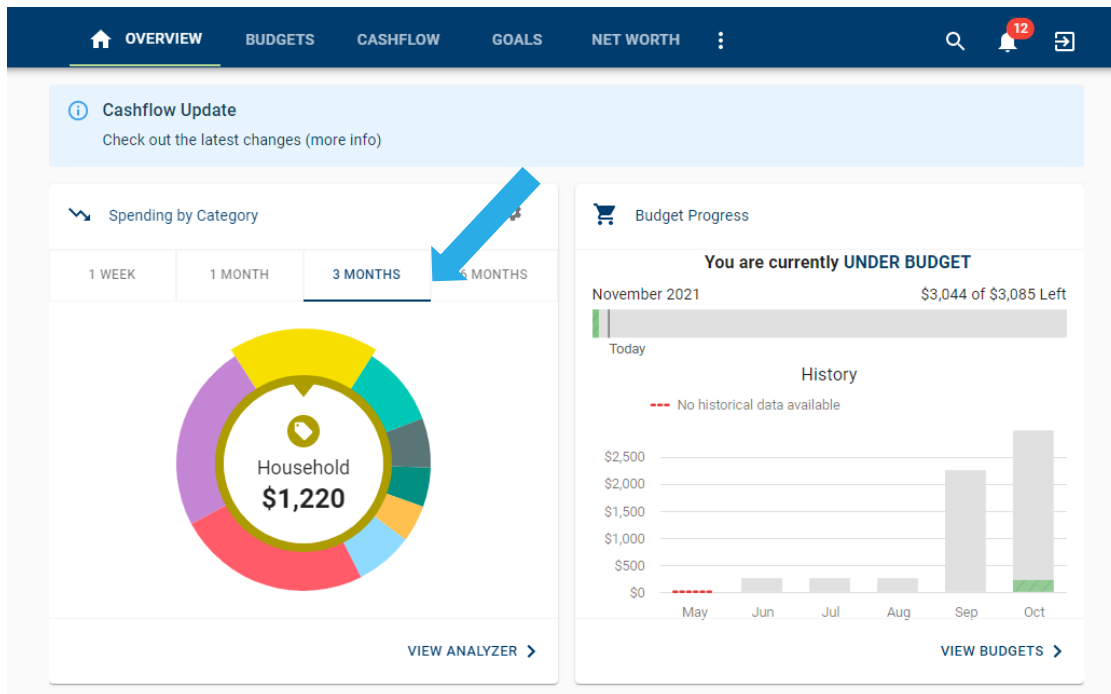 OVERVIEW BUDGETS CASHFLOW GOALS NET WORTH 12
Cashflow Update
Check out the latest changes (more info)
Spending by Category
1 WEEK 1 MONTH 3 MONTHS 6 MONTHS
Household
$1,220
VIEW ANALYZER
Budget Progress
You are currently UNDER BUDGET
November 2021 $3,044 of $3,085 Left
Today
History
No historical data available
$2,500
$2,000
$1,500
$1,000
$500
$0
May Jun Jul Aug Sep Oct
VIEW BUDGETS